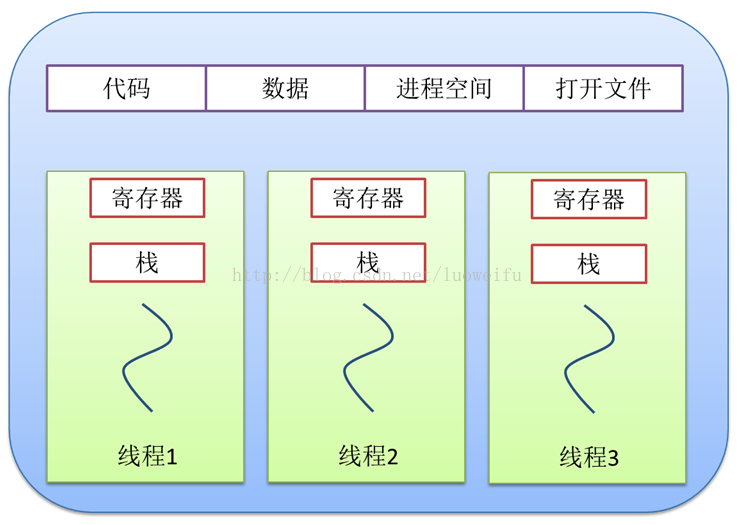 代码 数据 进程空间 打开文件
寄存器 寄存器 寄存器
栈 栈 栈
http://blog.csdn.net/luoweifu
线程1 线程2 线程3